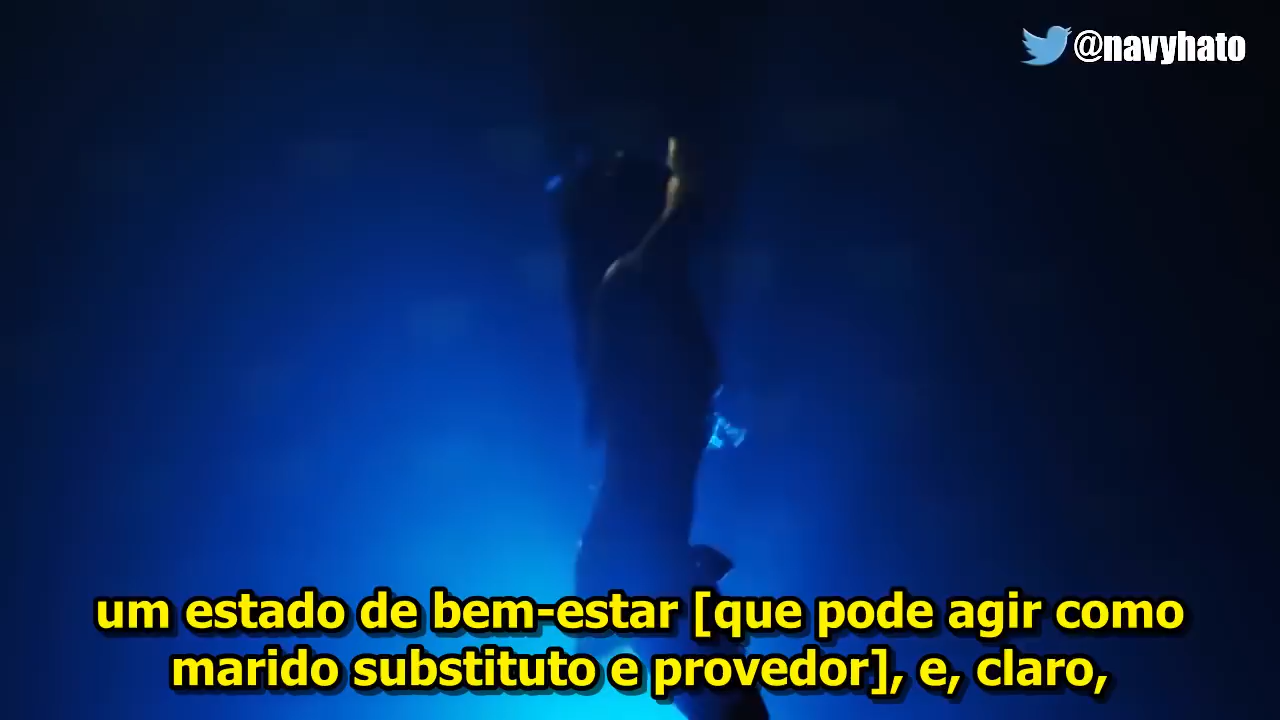 @navyhato
um estado de bem-estar [que pode agir como
marido substituto e provedor], e, claro,